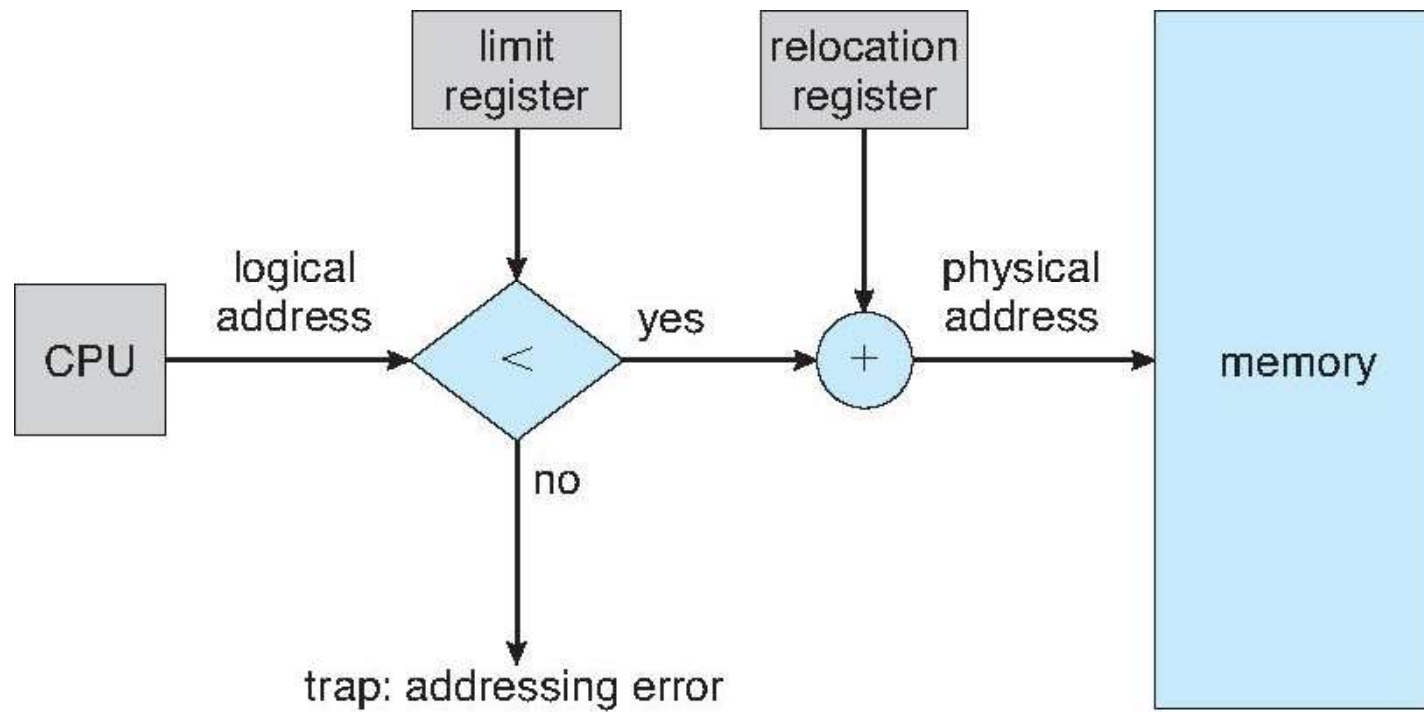 limit
register
relocation
register
logical
address
physical
address
CPU
<
yes
+
memory
no
trap: addressing error